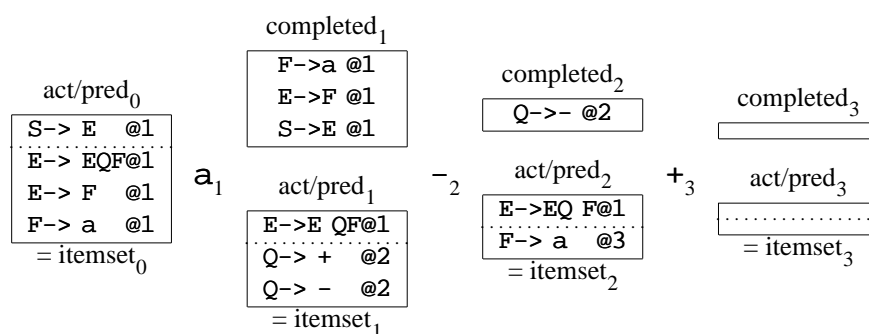 act/pred0
S-> E @1
E-> EQF@1
E-> F @1
F-> a @1
= itemset0
a1
completed1
F->a @1
E->F @1
S->E @1
act/pred1
E->E QF@1
Q-> + @2
Q-> - @2
= itemset1
-2
completed2
Q->- @2
act/pred2
E->EQ F@1
F-> a @3
= itemset2
+3
completed3
act/pred3
= itemset3